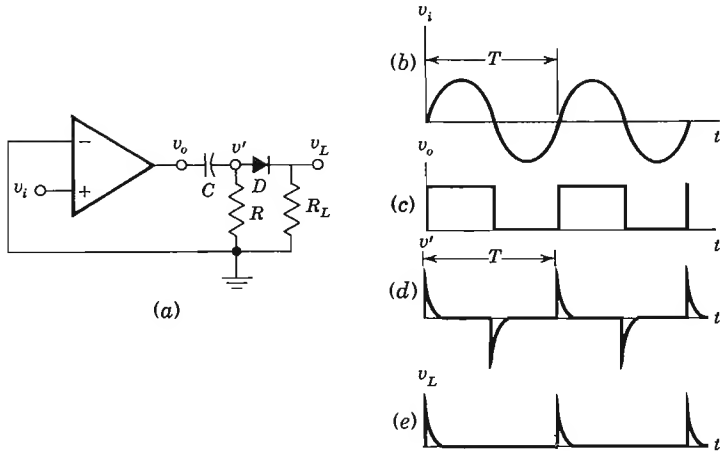 v_i
(b)
T
t
v_o
(c)
t
v'
(d)
T
t
v_L
(e)
t
−
+
v_i
v_o
v'
v_L
C
D
R
R_L
(a)